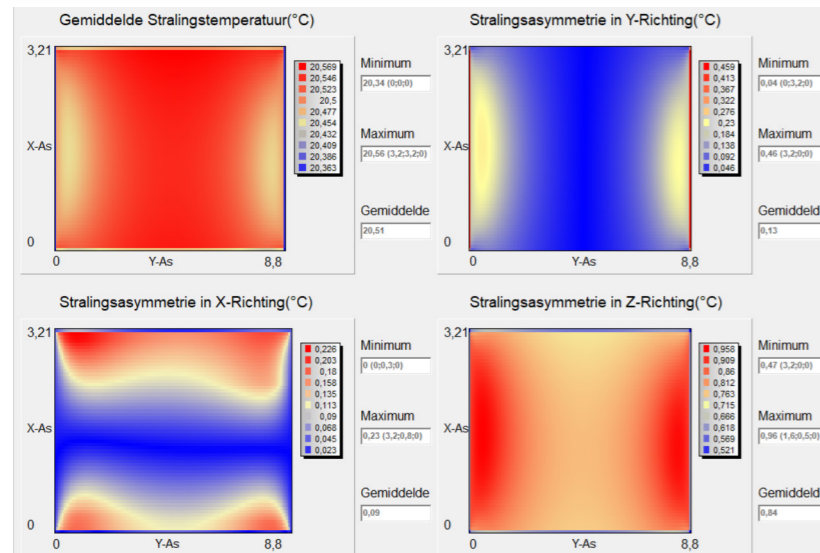 Gemiddelde Stralingstemperatuur(°C)
3,21
X-As
0
0
Y-As
8,8
20,569
20,546
20,523
20,5
20,477
20,454
20,432
20,409
20,386
20,363
Minimum
20,34 (0;0;0)
Maximum
20,56 (3,2;3,2;0)
Gemiddelde
20,51
Stralingsasymmetrie in Y-Richting(°C)
3,21
X-As
0
0
Y-As
8,8
0,459
0,413
0,367
0,322
0,276
0,23
0,184
0,138
0,092
0,046
Minimum
0,04 (0;3,2;0)
Maximum
0,46 (3,2;0;0)
Gemiddeld
0,13
Stralingsasymmetrie in X-Richting(°C)
3,21
X-As
0
0
Y-As
8,8
0,226
0,203
0,18
0,158
0,135
0,113
0,09
0,068
0,045
0,023
Minimum
0 (0;0,3;0)
Maximum
0,23 (3,2;0,8;0)
Gemiddelde
0,09
Stralingsasymmetrie in Z-Richting(°C)
3,21
X-As
0
0
Y-As
8,8
0,958
0,909
0,86
0,812
0,763
0,715
0,666
0,618
0,569
0,521
Minimum
0,47 (3,2;0;0)
Maximum
0,96 (1,6;0,5;0)
Gemiddeld
0,84